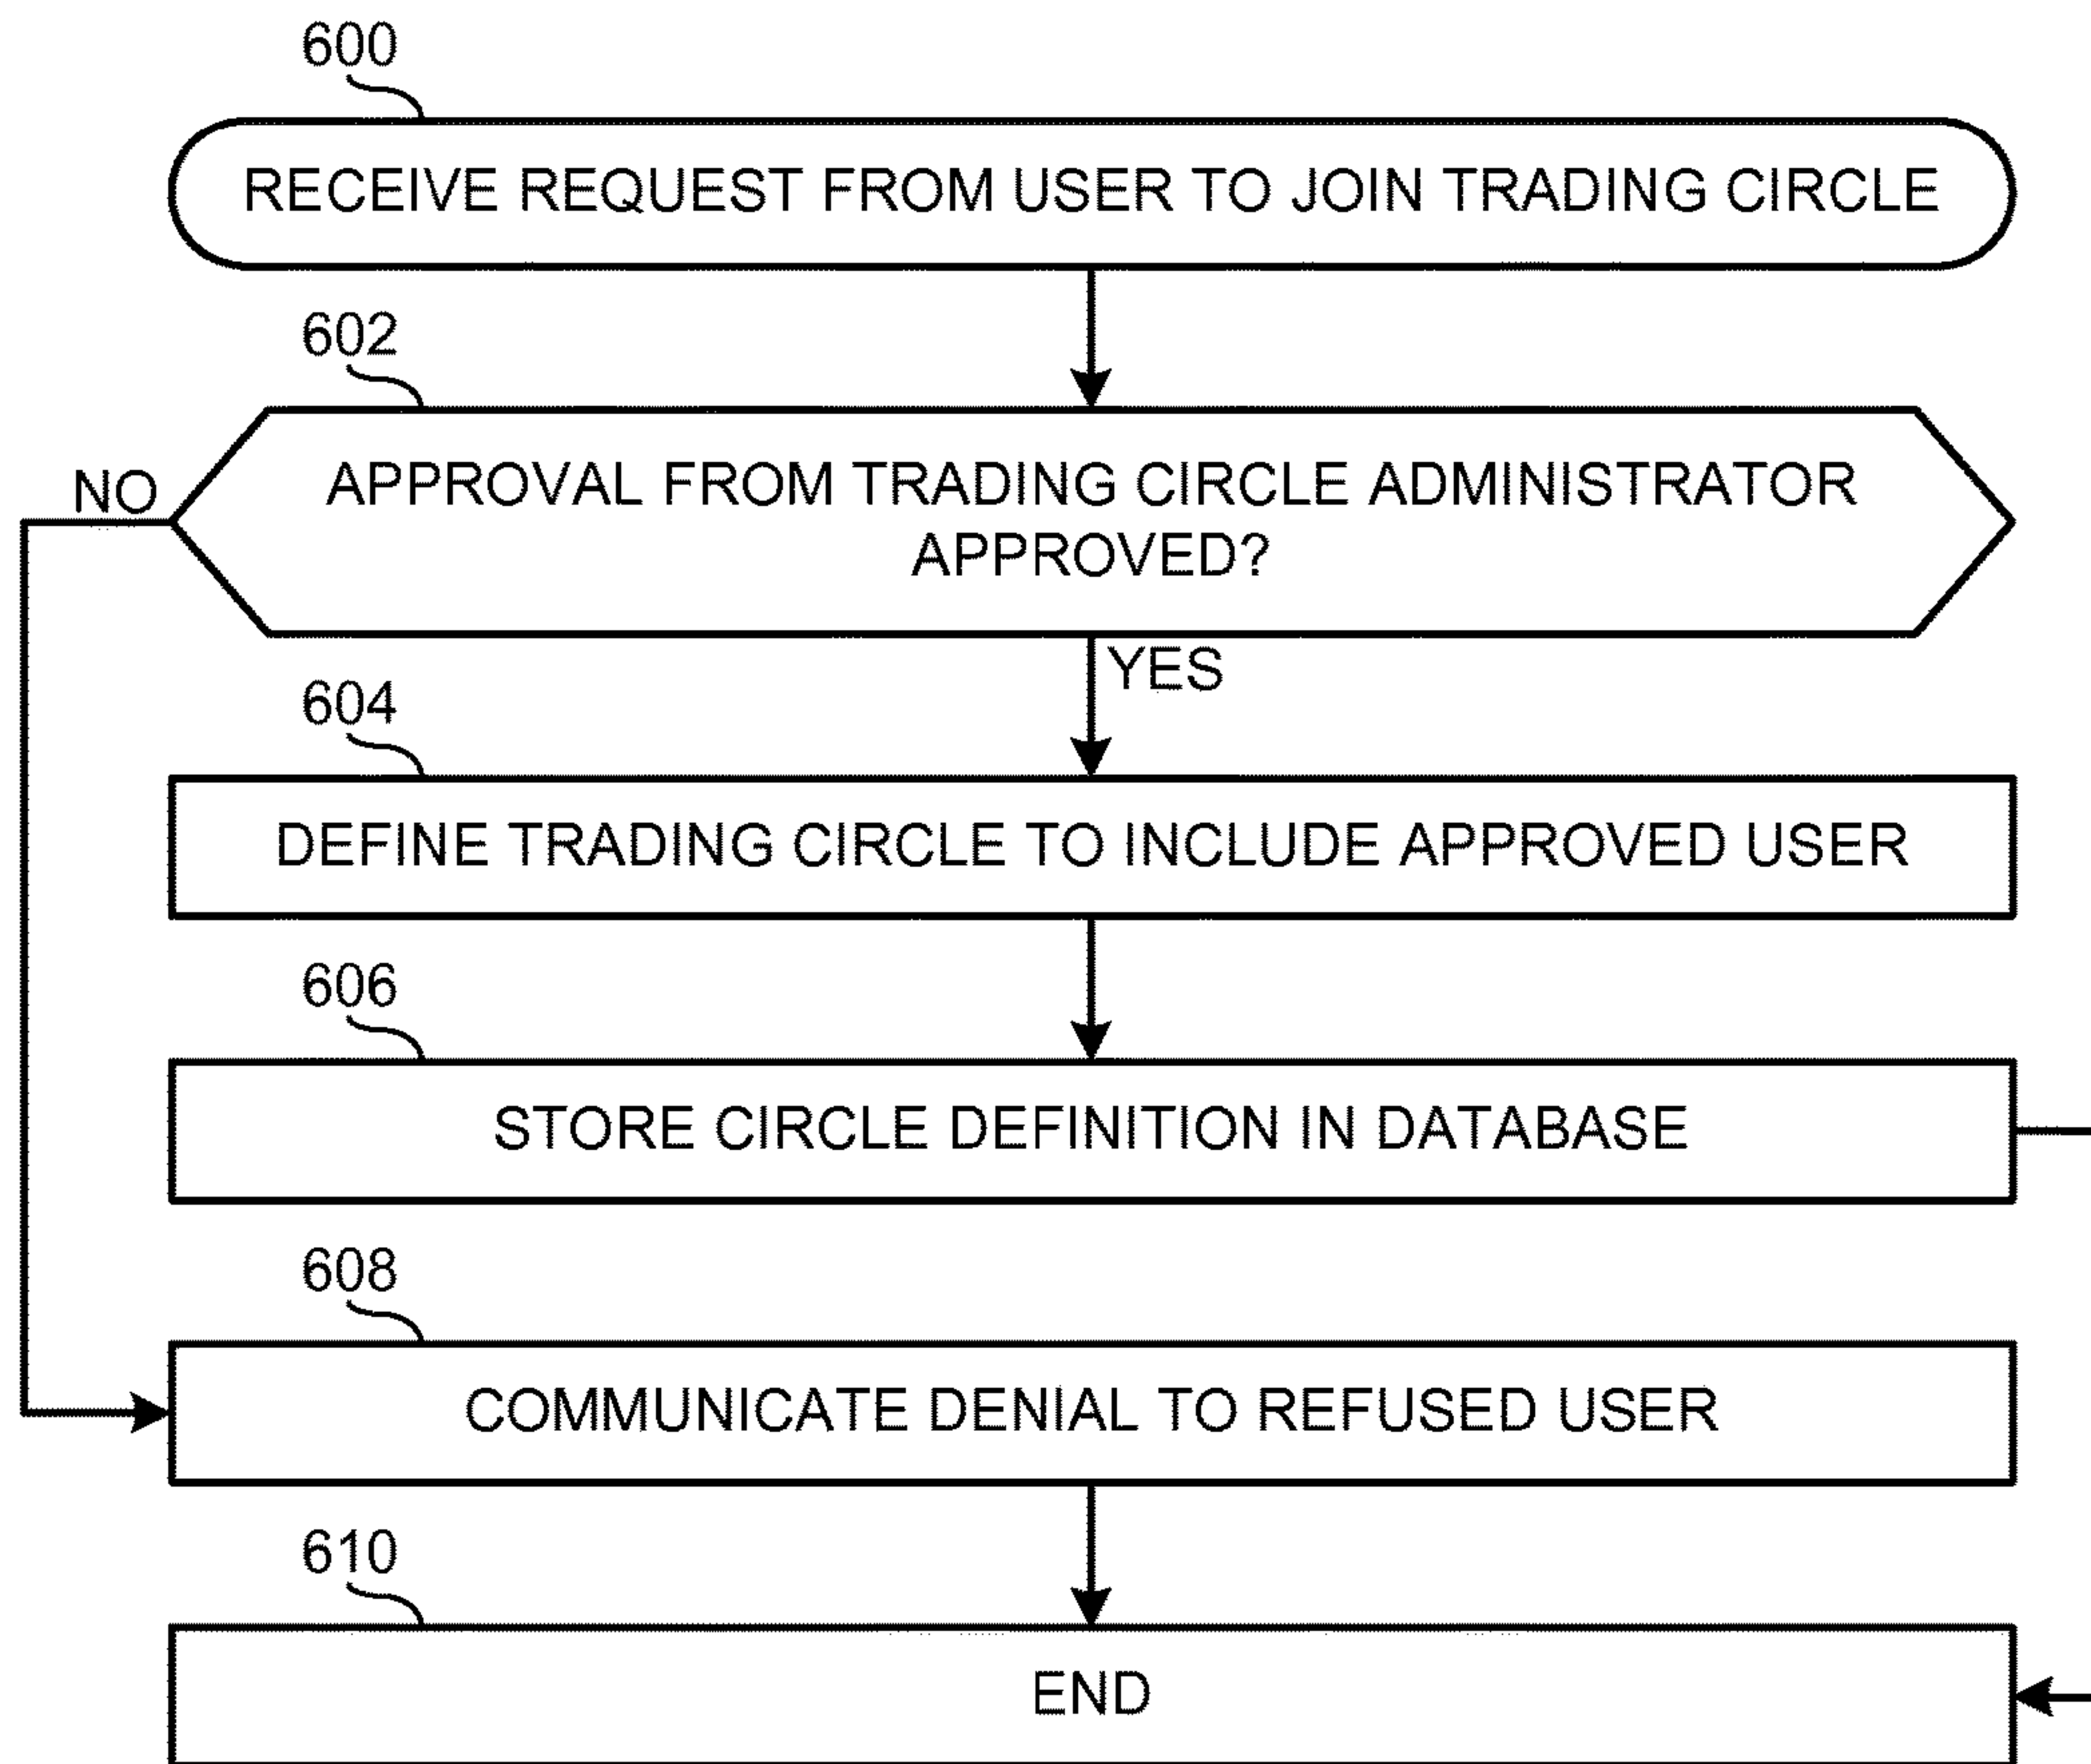 600
RECEIVE REQUEST FROM USER TO JOIN TRADING CIRCLE
602
NO
APPROVAL FROM TRADING CIRCLE ADMINISTRATOR
APPROVED?
YES
604
DEFINE TRADING CIRCLE TO INCLUDE APPROVED USER
606
STORE CIRCLE DEFINITION IN DATABASE
608
COMMUNICATE DENIAL TO REFUSED USER
610
END